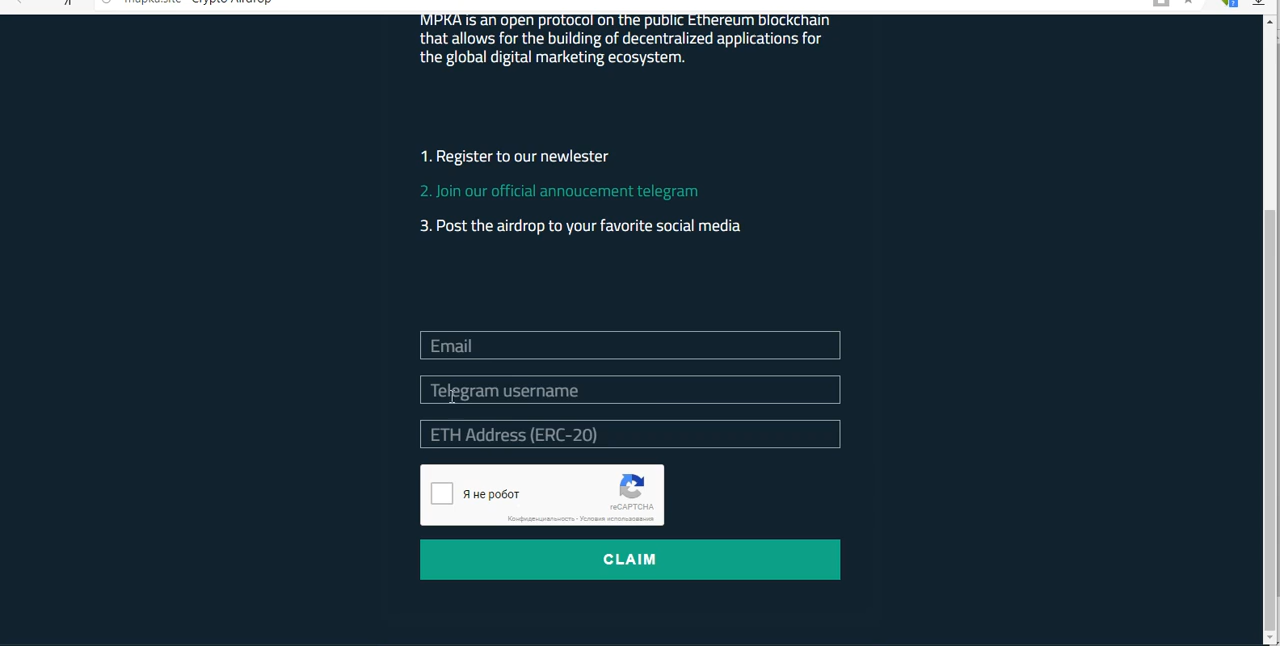 Crypto Airdrop
MPKA is an open protocol on the public Ethereum blockchain
that allows for the building of decentralized applications for
the global digital marketing ecosystem.
1. Register to our newlester
2. Join our official annoucement telegram
3. Post the airdrop to your favorite social media
Email
Telegram username
ETH Address (ERC-20)
Я не робот
reCAPTCHA
Конфиденциальность - Условия использования
CLAIM